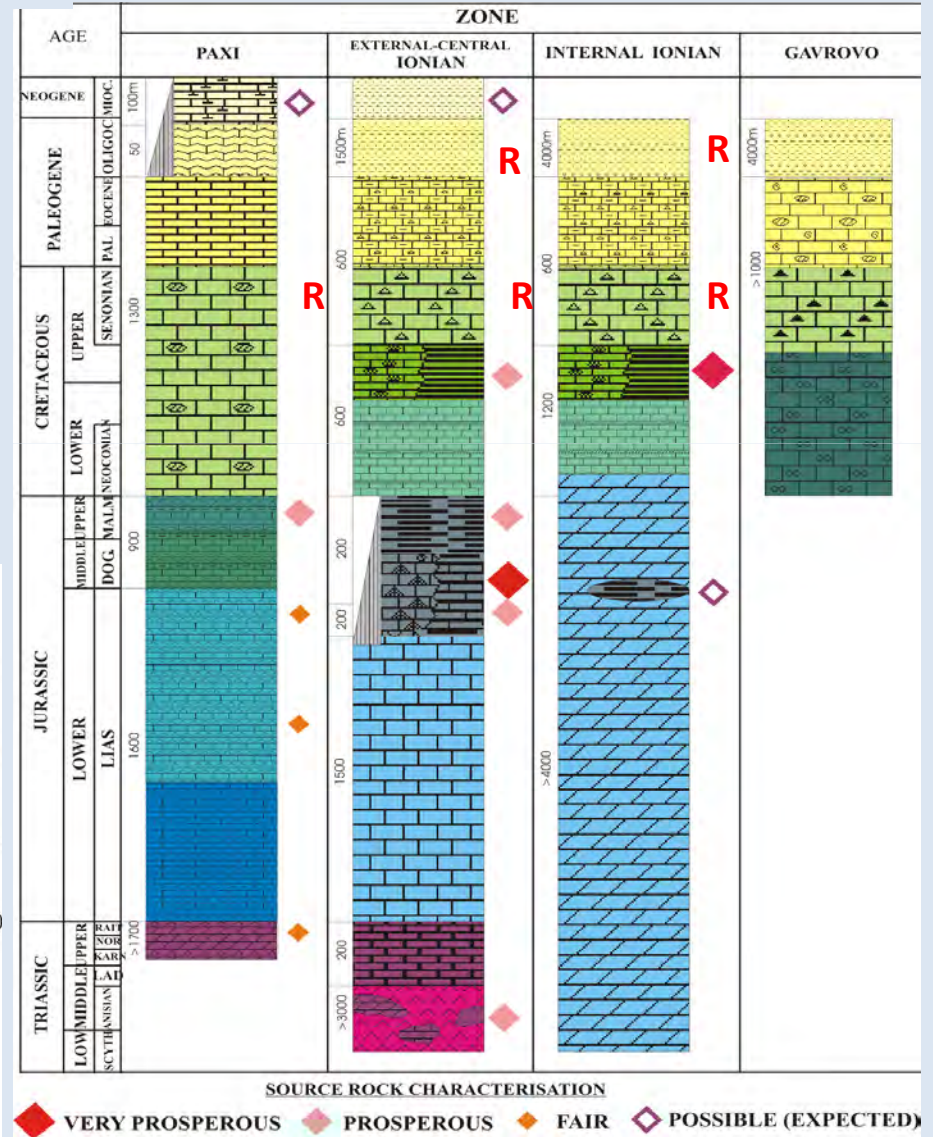 ZONE
AGE
PAXI
EXTERNAL-CENTRAL
IONIAN
INTERNAL IONIAN
GAVROVO
NEOGENE
MIOC.
PALEOGENE
OLIGOC
EOCENE
PAL
CRETACEOUS
UPPER
SENONIAN
LOWER
NEOCOMIAN
JURASSIC
UPPER
MALM
MIDDLE
DOG.
LOWER
LIAS
TRIASSIC
UPPER
RAIT
NOR
KARN
MIDDLE
LAD
ANISIAN
LOW
SCYTH
100m
50
1300
900
1600
>1700
1500m
600
600
200
200
1500
200
>3000
4000m
600
1200
>4000
4000m
>1000
R
R
R
R
R
SOURCE ROCK CHARACTERISATION
VERY PROSPEROUS
PROSPEROUS
FAIR
POSSIBLE (EXPECTED)